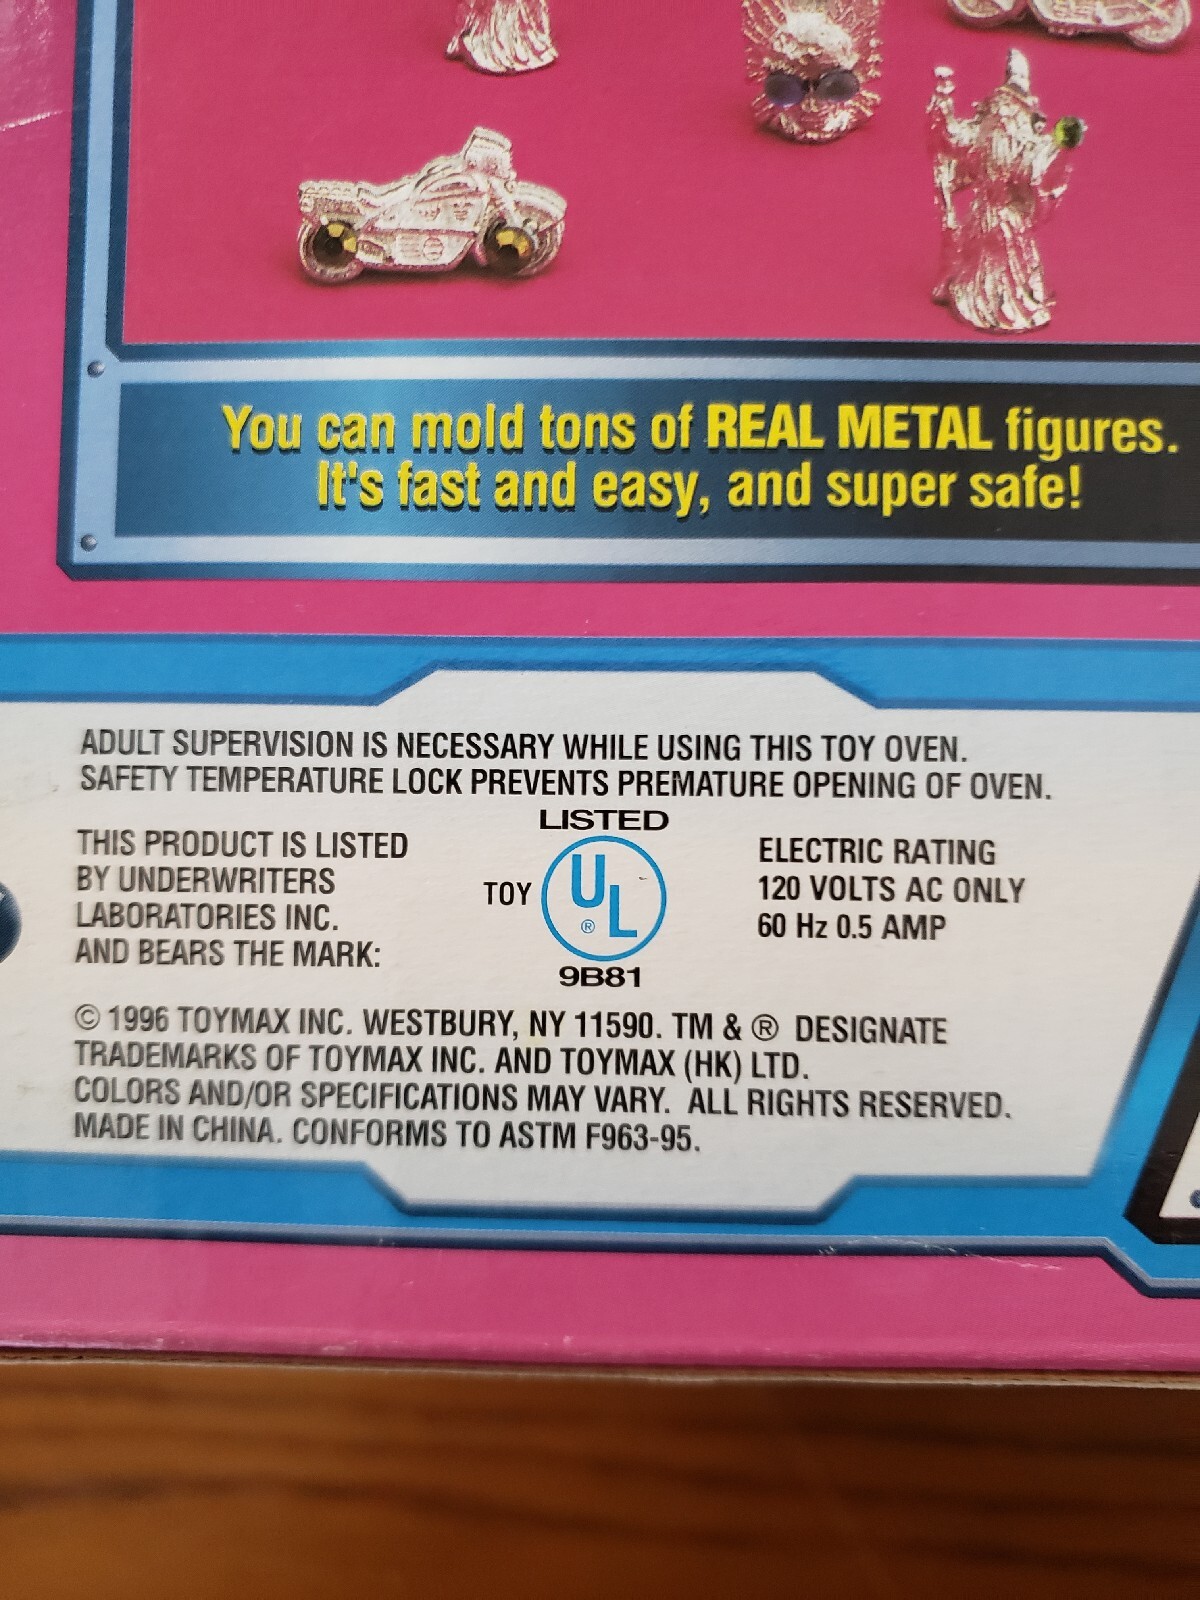 You can mold tons of REAL METAL figures.
It's fast and easy, and super safe!
ADULT SUPERVISION IS NECESSARY WHILE USING THIS TOY OVEN.
SAFETY TEMPERATURE LOCK PREVENTS PREMATURE OPENING OF OVEN.
THIS PRODUCT IS LISTED
BY UNDERWRITERS
LABORATORIES INC.
AND BEARS THE MARK:
LISTED
TOY UL ®
9B81
ELECTRIC RATING
120 VOLTS AC ONLY
60 Hz 0.5 AMP
© 1996 TOYMAX INC. WESTBURY, NY 11590. TM & ® DESIGNATE
TRADEMARKS OF TOYMAX INC. AND TOYMAX (HK) LTD.
COLORS AND/OR SPECIFICATIONS MAY VARY. ALL RIGHTS RESERVED.
MADE IN CHINA. CONFORMS TO ASTM F963-95.